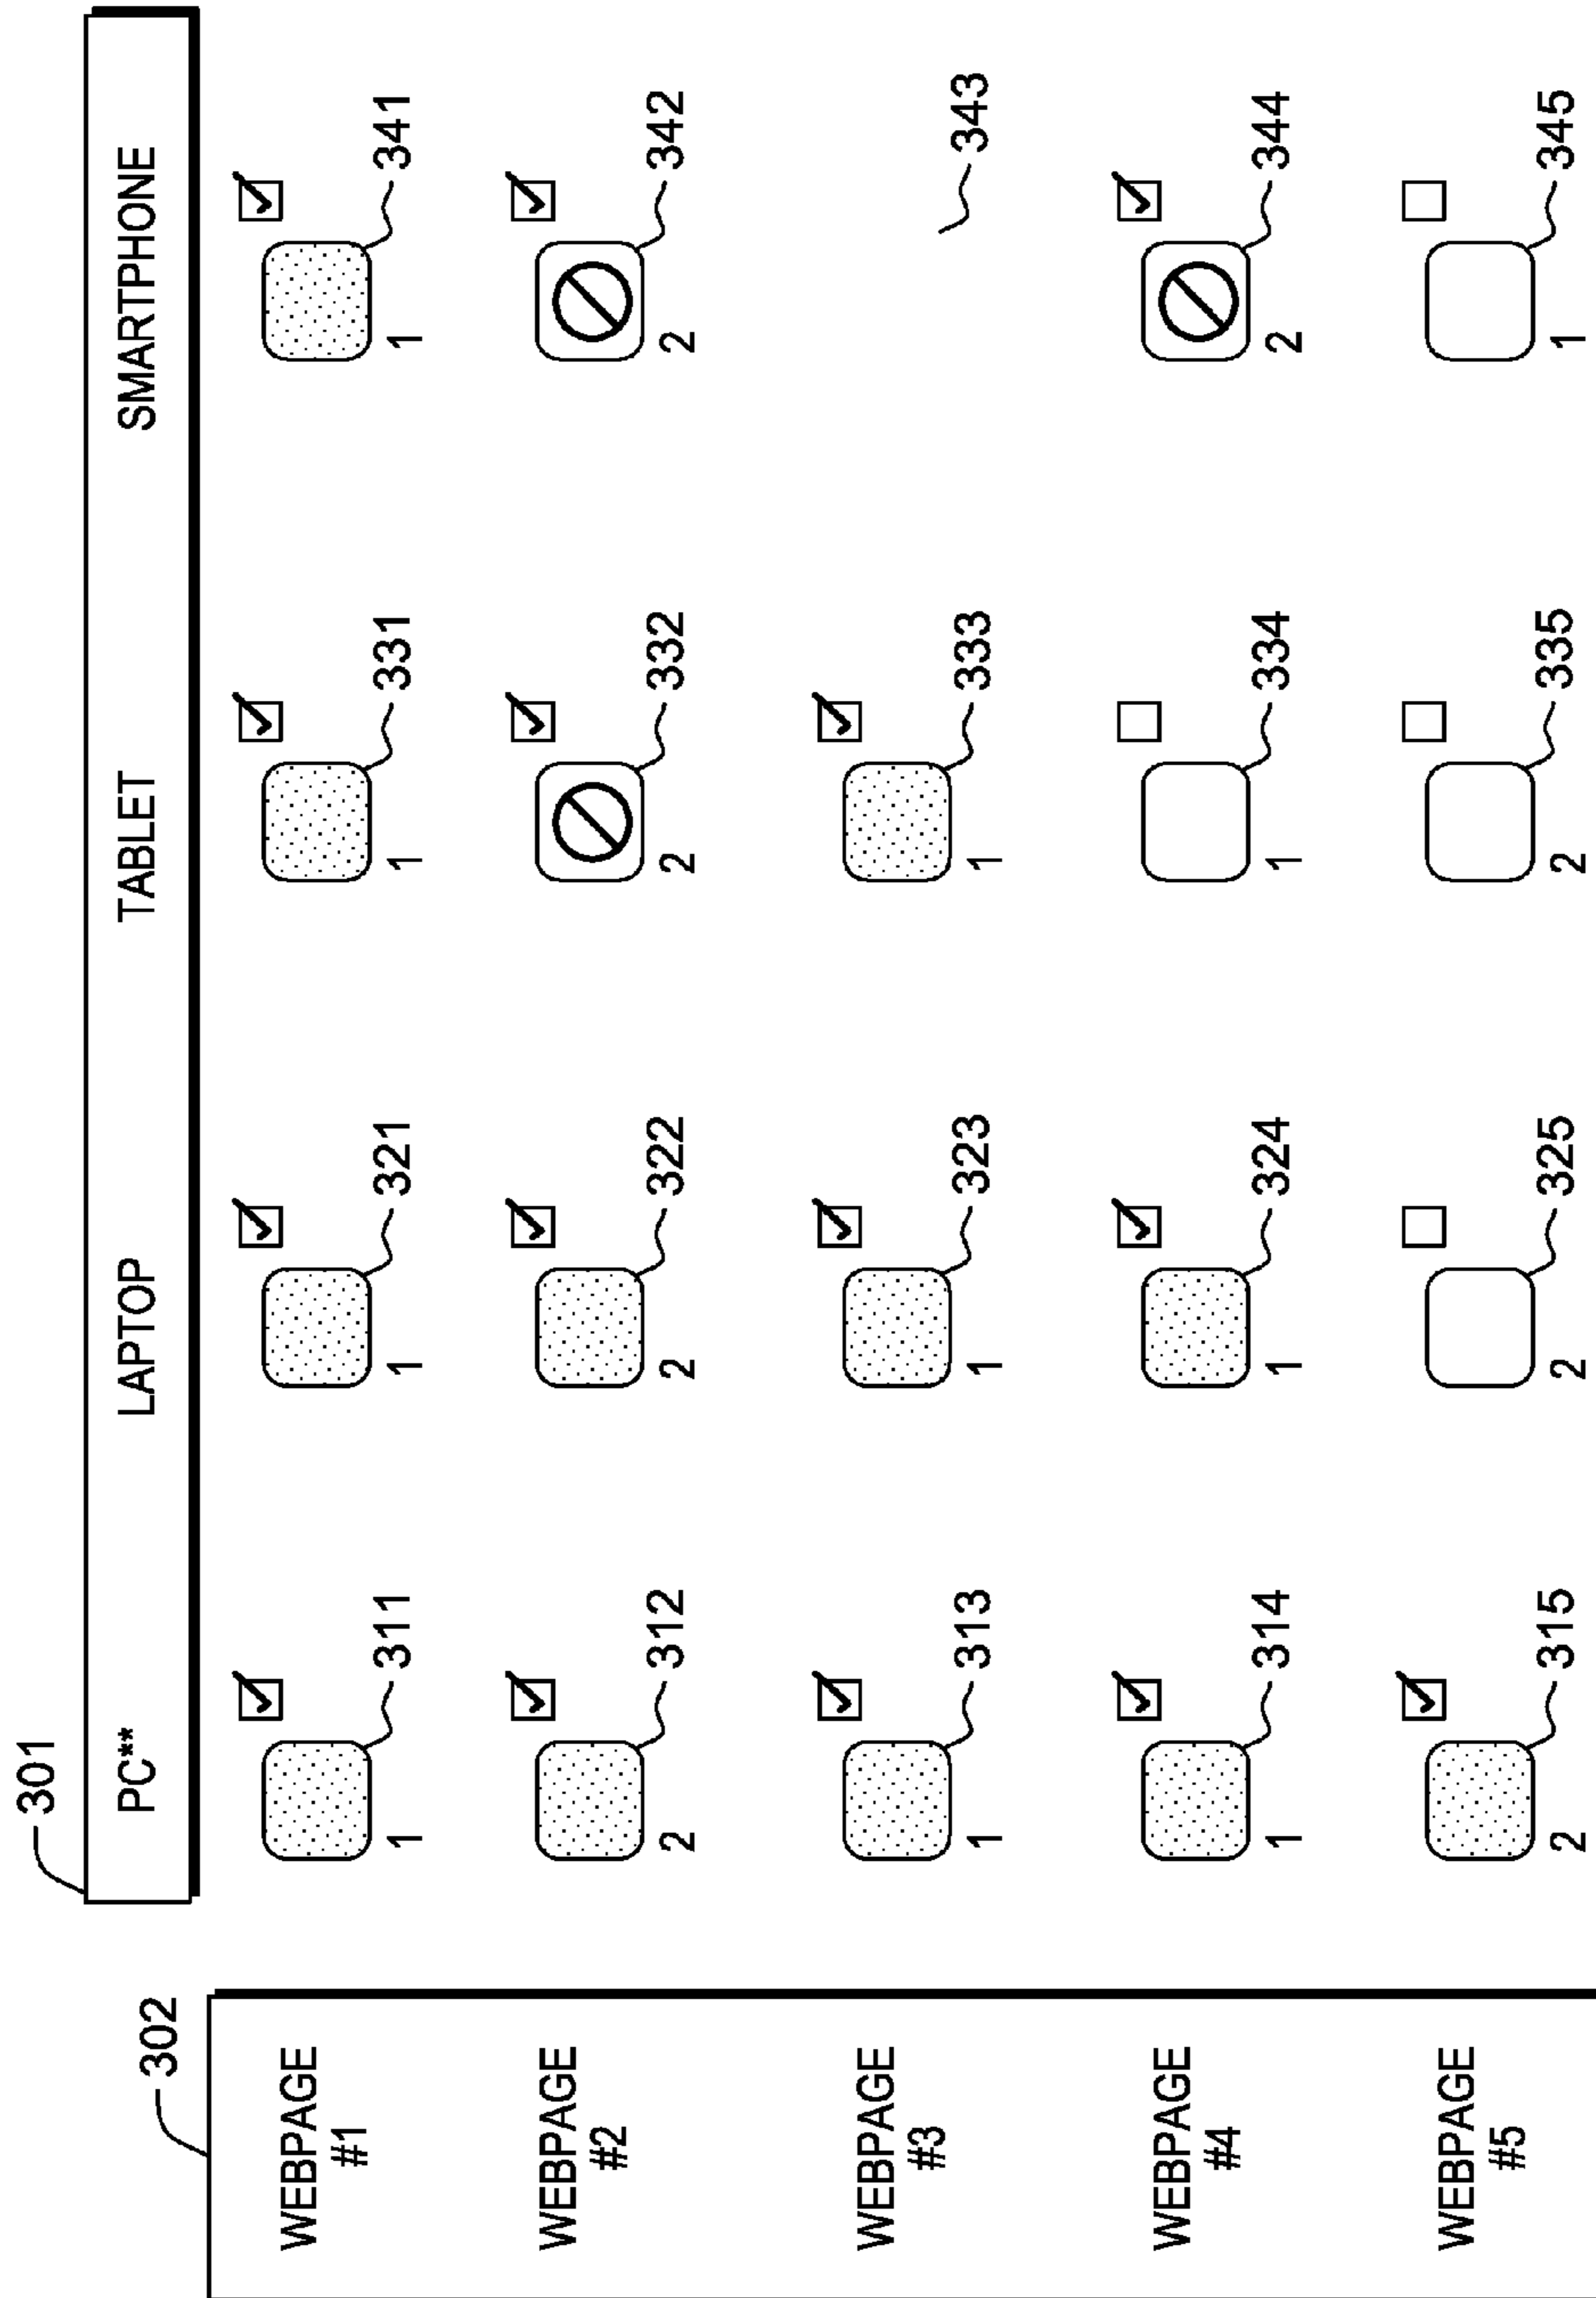 301
PC** LAPTOP TABLET SMARTPHONE
302
WEBPAGE
#1
1 311 1 321 1 331 1 341
WEBPAGE
#2
2 312 2 322 2 332 2 342
WEBPAGE
#3
1 313 1 323 1 333 343
WEBPAGE
#4
1 314 1 324 1 334 2 344
WEBPAGE
#5
2 315 2 325 2 335 1 345